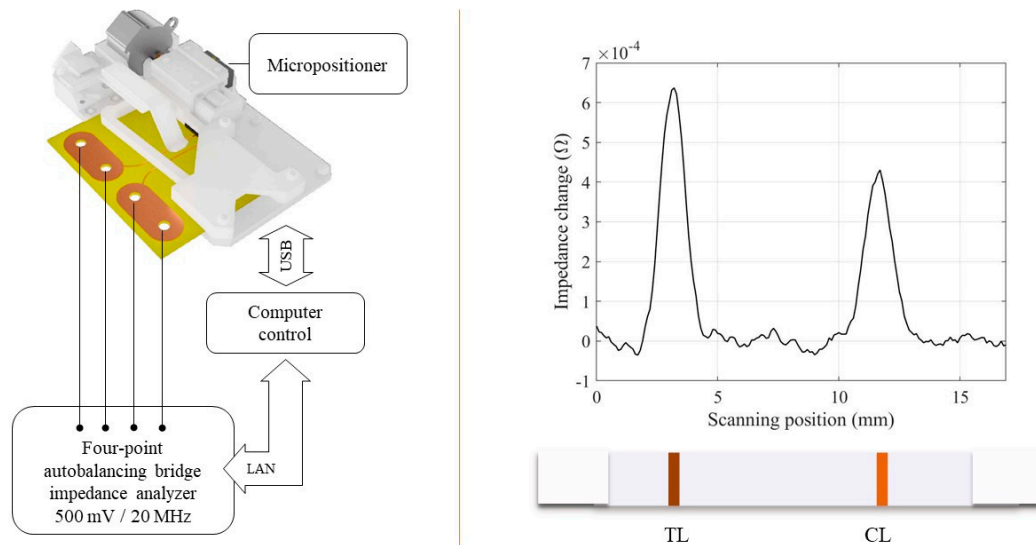 Micropositioner
USB
Computer
control
LAN
Four-point
autobalancing bridge
impedance analyzer
500 mV / 20 MHz
×10⁻⁴
7
6
5
4
3
2
1
0
-1
Impedance change (Ω)
0 5 10 15
Scanning position (mm)
TL CL